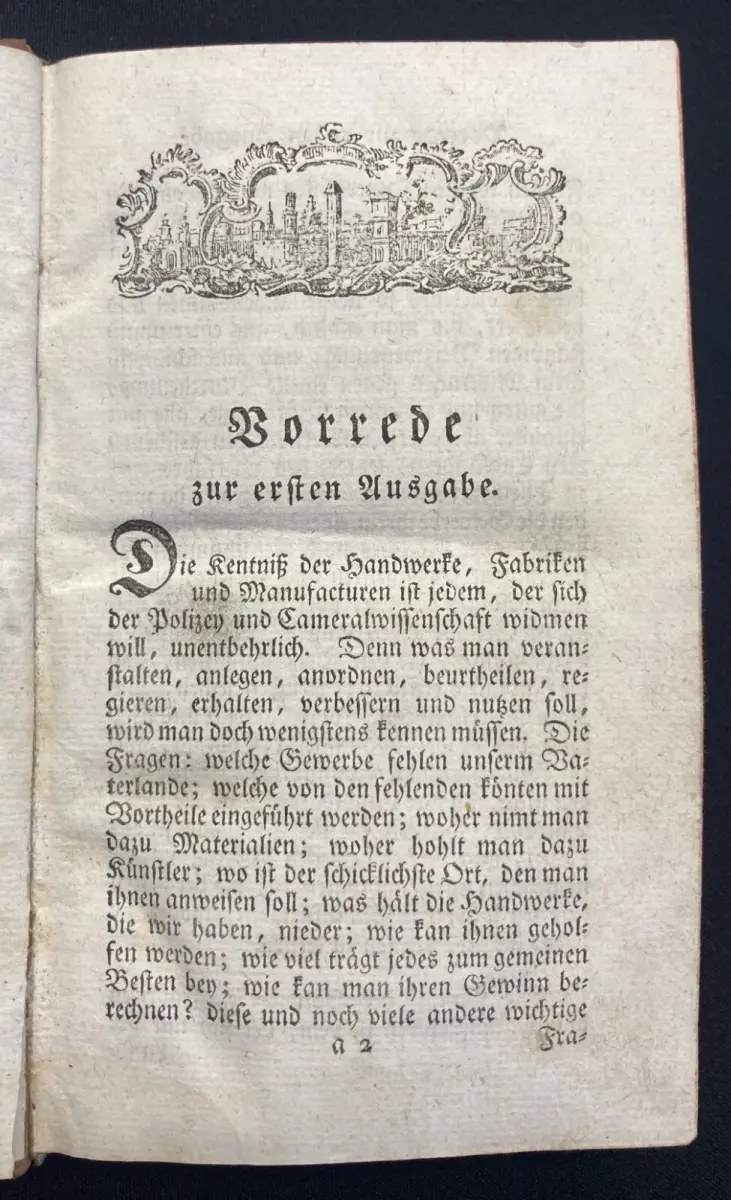 Vorrede
zur ersten Ausgabe.
Die Kentniß der Handwerke, Fabriken
und Manufacturen ist jedem, der sich
der Polizey und Cameralwissenschaft widmen
will, unentbehrlich. Denn was man veran-
stalten, anlegen, anordnen, beurtheilen, re-
gieren, erhalten, verbessern und nutzen soll,
wird man doch wenigstens kennen müssen. Die
Fragen: welche Gewerbe fehlen unserm Va-
terlande; welche von den fehlenden könten mit
Vortheile eingeführt werden; woher nimt man
dazu Materialien; woher hohlt man dazu
Künstler; wo ist der schicklichste Ort, den man
ihnen anweisen soll; was hält die Handwerke,
die wir haben, nieder; wie kan ihnen gehol-
fen werden; wie viel trägt jedes zum gemeinen
Besten bey; wie kan man ihren Gewinn be-
rechnen? diese und noch viele andere wichtige
a 2 Fra-